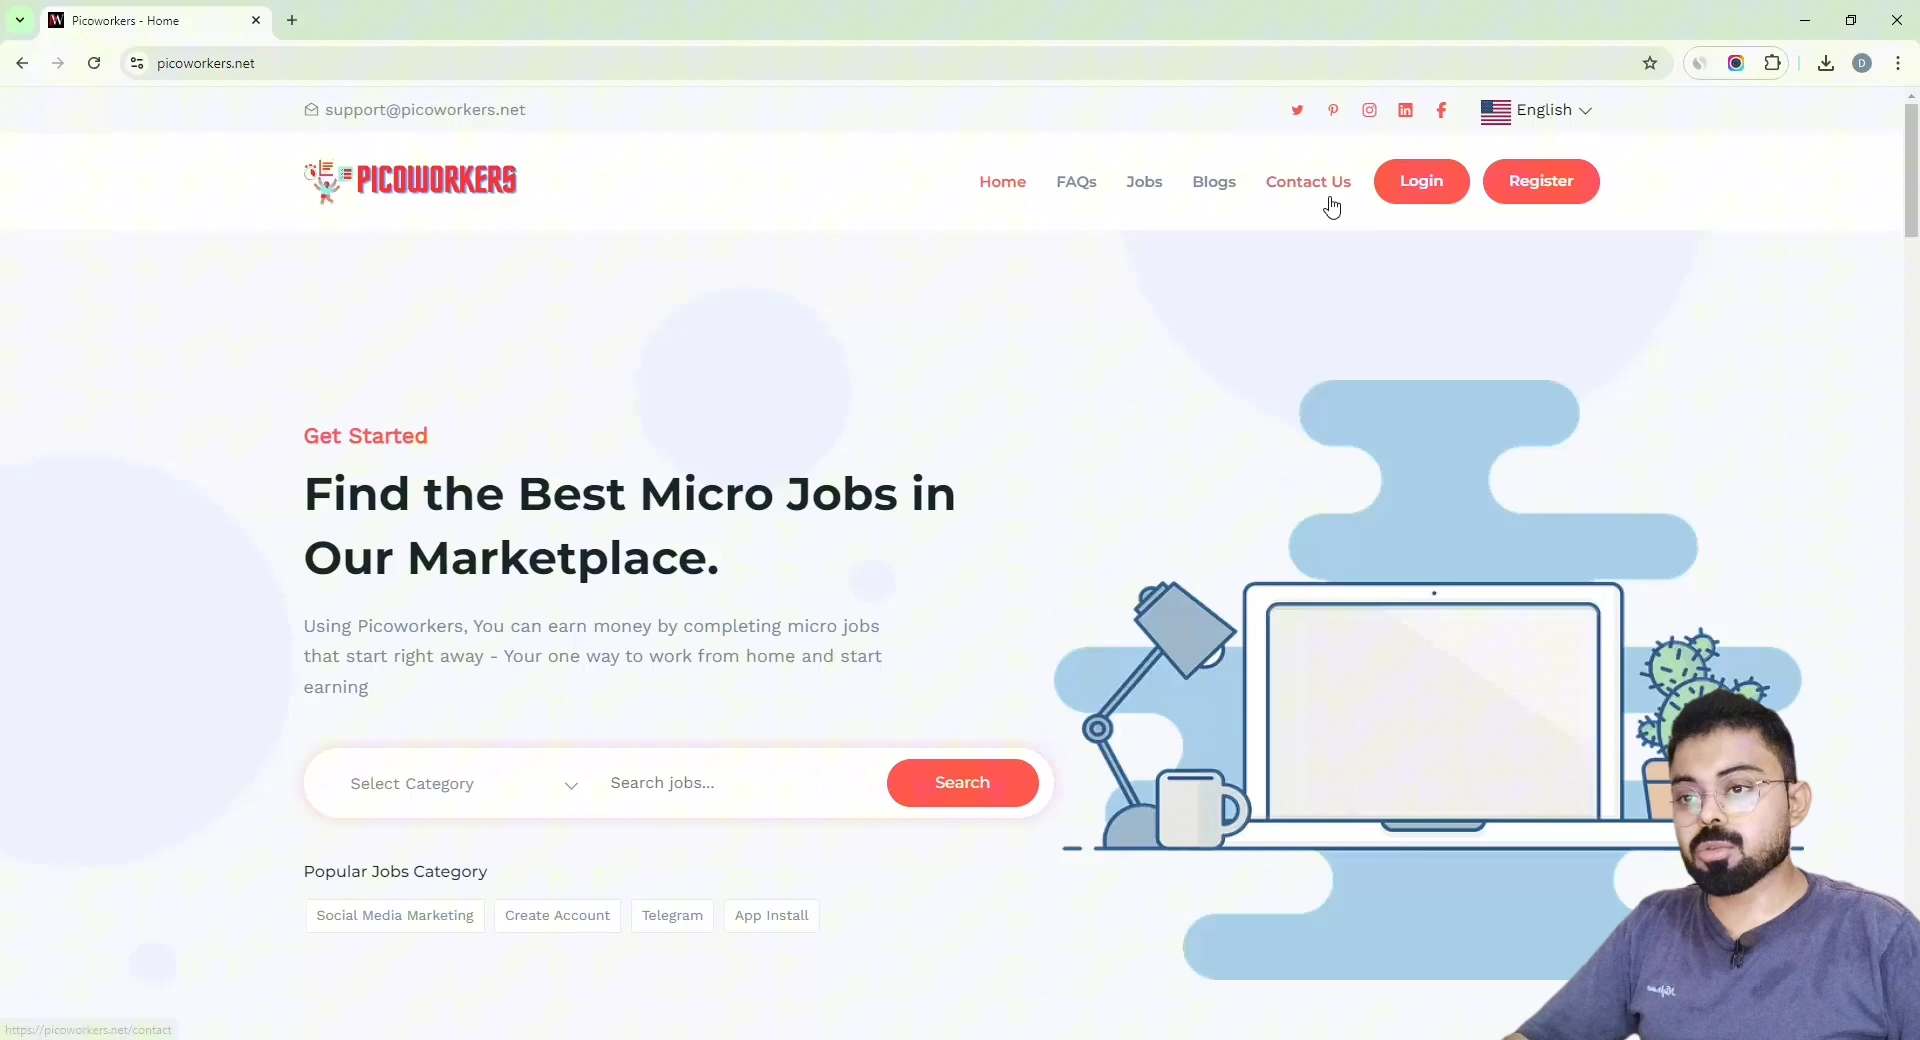 Picoworkers - Home
picoworkers.net
D
support@picoworkers.net
English
PICOWORKERS
Home
FAQs
Jobs
Blogs
Contact Us
Login
Register
Get Started
Find the Best Micro Jobs in
Our Marketplace.
Using Picoworkers, You can earn money by completing micro jobs
that start right away - Your one way to work from home and start
earning
Select Category
Search jobs...
Search
Popular Jobs Category
Social Media Marketing
Create Account
Telegram
App Install
https://picoworkers.net/contact